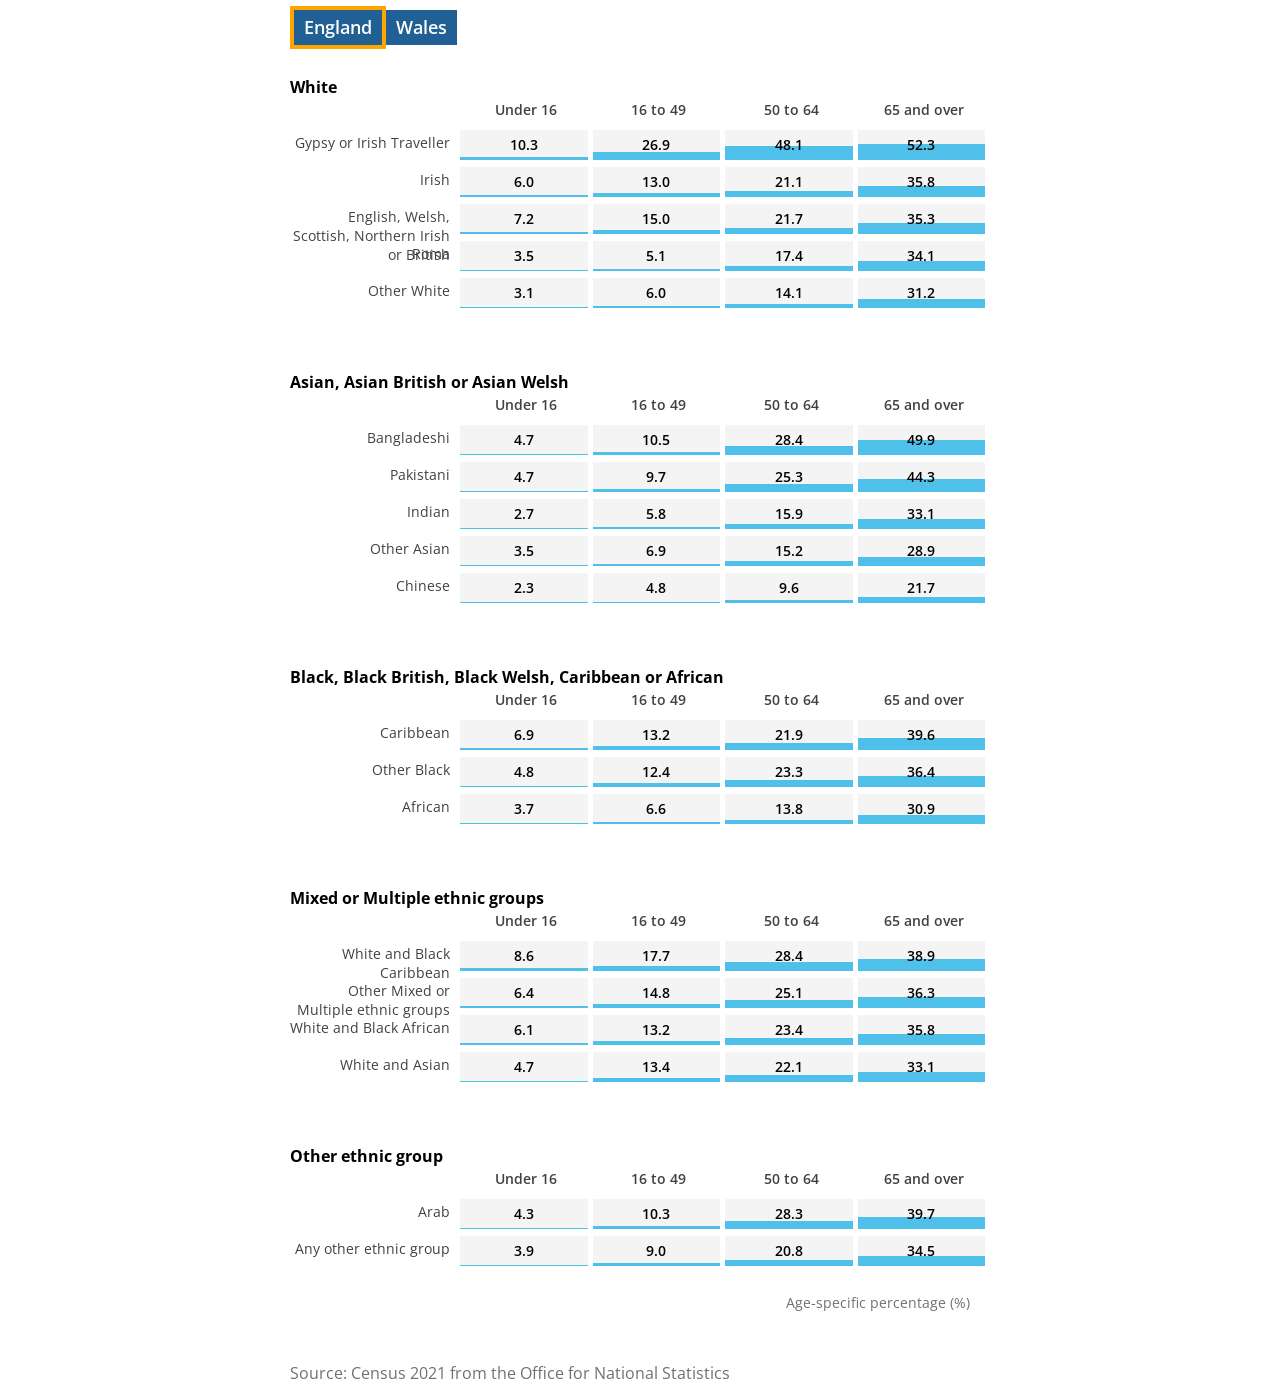 England Wales
White
Under 16 16 to 49 50 to 64 65 and over
Gypsy or Irish Traveller 10.3 26.9 48.1 52.3
Irish 6.0 13.0 21.1 35.8
English, Welsh, 7.2 15.0 21.7 35.3
Scottish, Northern Irish
or British
Roma 3.5 5.1 17.4 34.1
Other White 3.1 6.0 14.1 31.2
Asian, Asian British or Asian Welsh
Under 16 16 to 49 50 to 64 65 and over
Bangladeshi 4.7 10.5 28.4 49.9
Pakistani 4.7 9.7 25.3 44.3
Indian 2.7 5.8 15.9 33.1
Other Asian 3.5 6.9 15.2 28.9
Chinese 2.3 4.8 9.6 21.7
Black, Black British, Black Welsh, Caribbean or African
Under 16 16 to 49 50 to 64 65 and over
Caribbean 6.9 13.2 21.9 39.6
Other Black 4.8 12.4 23.3 36.4
African 3.7 6.6 13.8 30.9
Mixed or Multiple ethnic groups
Under 16 16 to 49 50 to 64 65 and over
White and Black 8.6 17.7 28.4 38.9
Caribbean
Other Mixed or 6.4 14.8 25.1 36.3
Multiple ethnic groups
White and Black African 6.1 13.2 23.4 35.8
White and Asian 4.7 13.4 22.1 33.1
Other ethnic group
Under 16 16 to 49 50 to 64 65 and over
Arab 4.3 10.3 28.3 39.7
Any other ethnic group 3.9 9.0 20.8 34.5
Age-specific percentage (%)
Source: Census 2021 from the Office for National Statistics